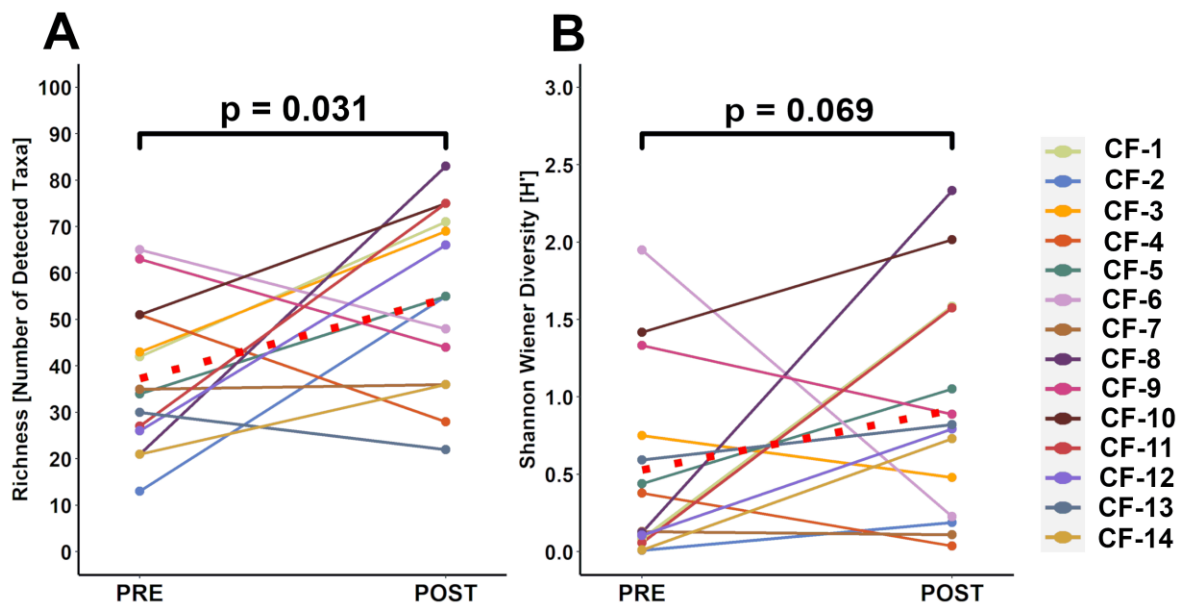 A
Richness [Number of Detected Taxa]
100
90
80
70
60
50
40
30
20
10
0
p = 0.031
PRE
POST
B
Shannon Wiener Diversity [H']
3.0
2.5
2.0
1.5
1.0
0.5
0.0
p = 0.069
PRE
POST
CF-1
CF-2
CF-3
CF-4
CF-5
CF-6
CF-7
CF-8
CF-9
CF-10
CF-11
CF-12
CF-13
CF-14